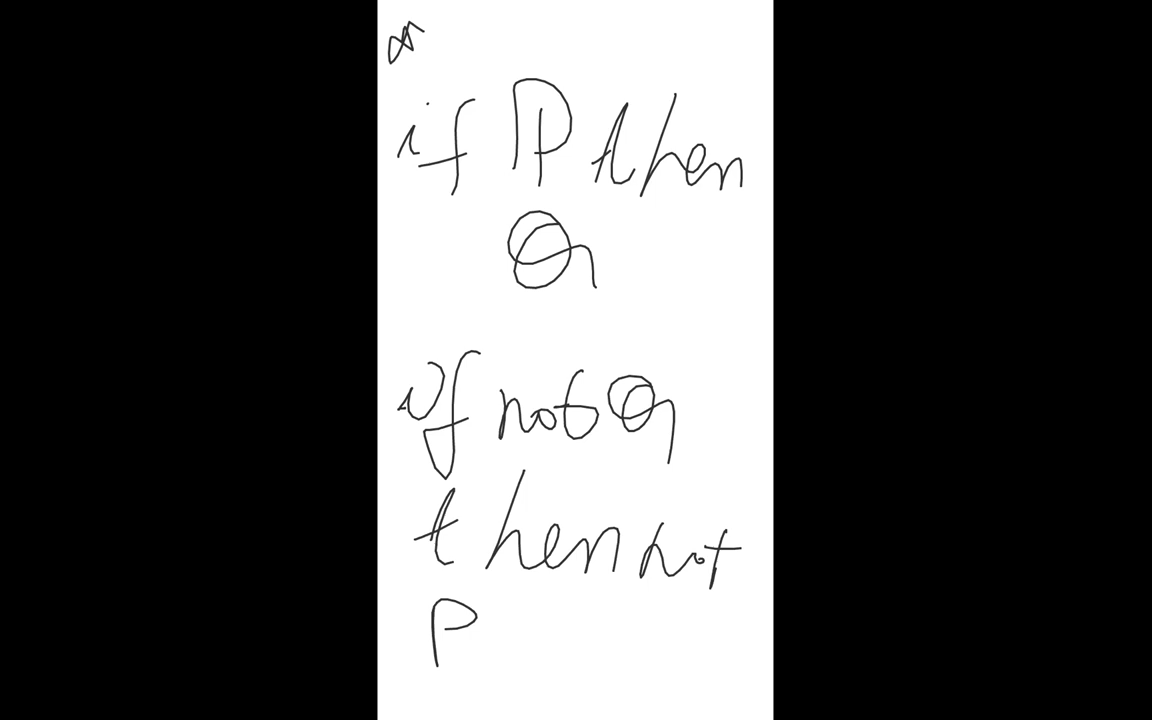 if P then
Q
if not Q
then not
P